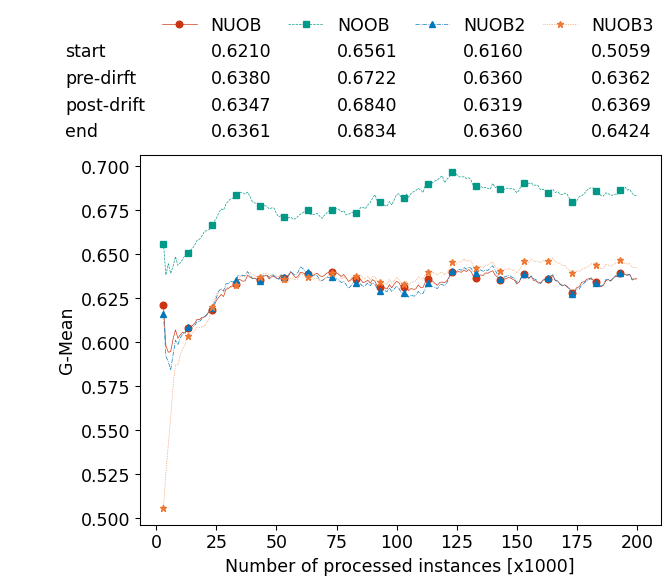 NUOB NOOB NUOB2 NUOB3
start 0.6210 0.6561 0.6160 0.5059
pre-dirft 0.6380 0.6722 0.6360 0.6362
post-drift 0.6347 0.6840 0.6319 0.6369
end 0.6361 0.6834 0.6360 0.6424
0.700
0.675
0.650
0.625
0.600
0.575
0.550
0.525
0.500
G-Mean
0 25 50 75 100 125 150 175 200
Number of processed instances [x1000]